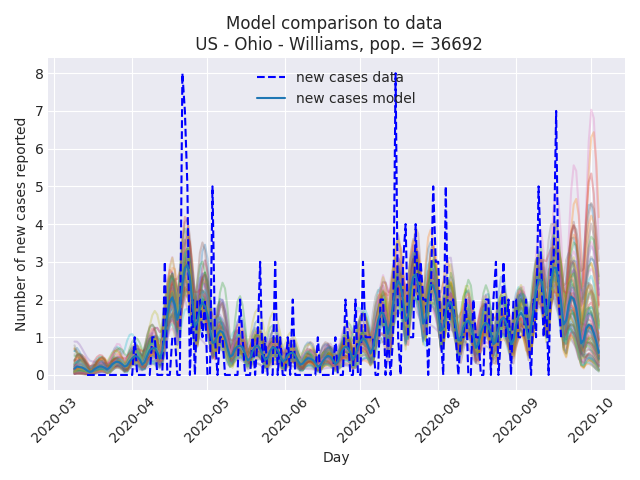 Model comparison to data
US - Ohio - Williams, pop. = 36692
new cases data
new cases model
Number of new cases reported
8
7
6
5
4
3
2
1
0
2020-03
2020-04
2020-05
2020-06
2020-07
2020-08
2020-09
2020-10
Day